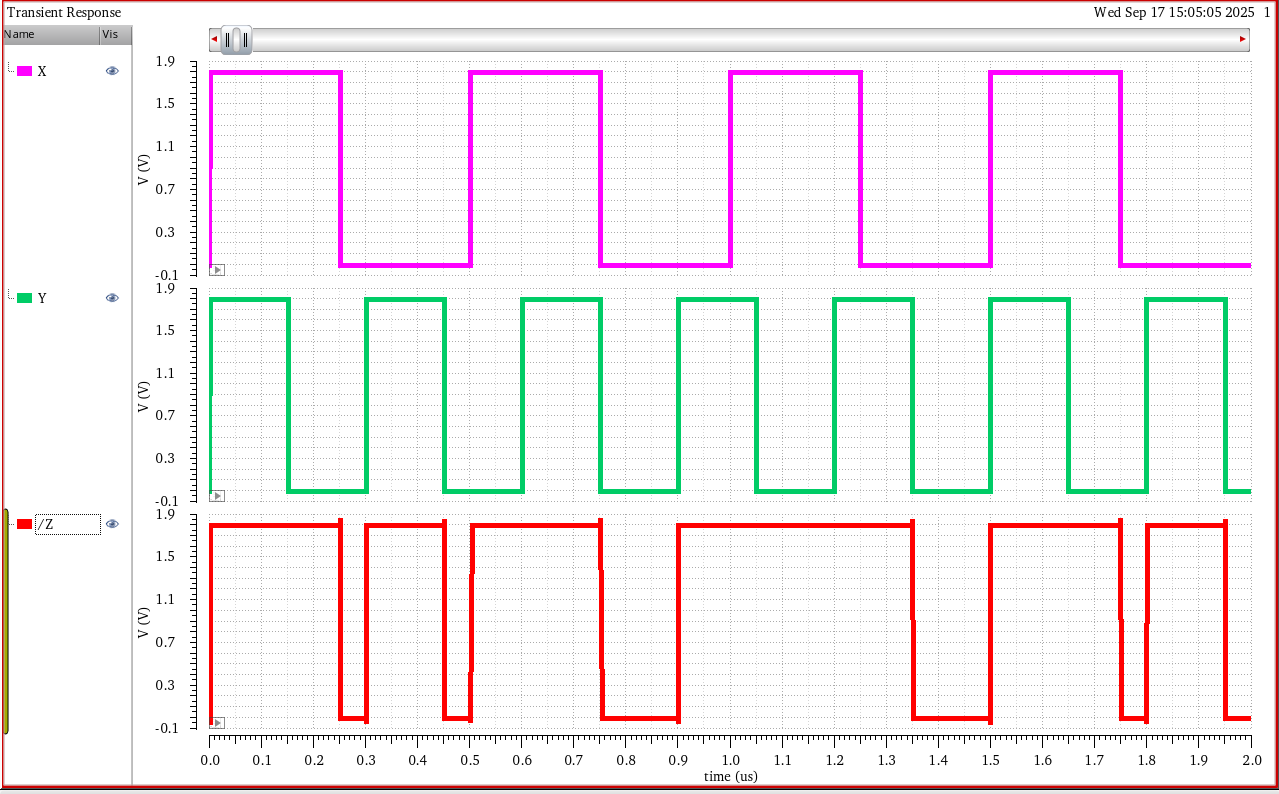 Transient Response
Wed Sep 17 15:05:05 2025 1
Name Vis
X
1.9
1.5
1.1
0.7
0.3
-0.1
V (V)
Y
1.9
1.5
1.1
0.7
0.3
-0.1
V (V)
/Z
1.9
1.5
1.1
0.7
0.3
-0.1
V (V)
0.0 0.1 0.2 0.3 0.4 0.5 0.6 0.7 0.8 0.9 1.0 1.1 1.2 1.3 1.4 1.5 1.6 1.7 1.8 1.9 2.0
time (us)